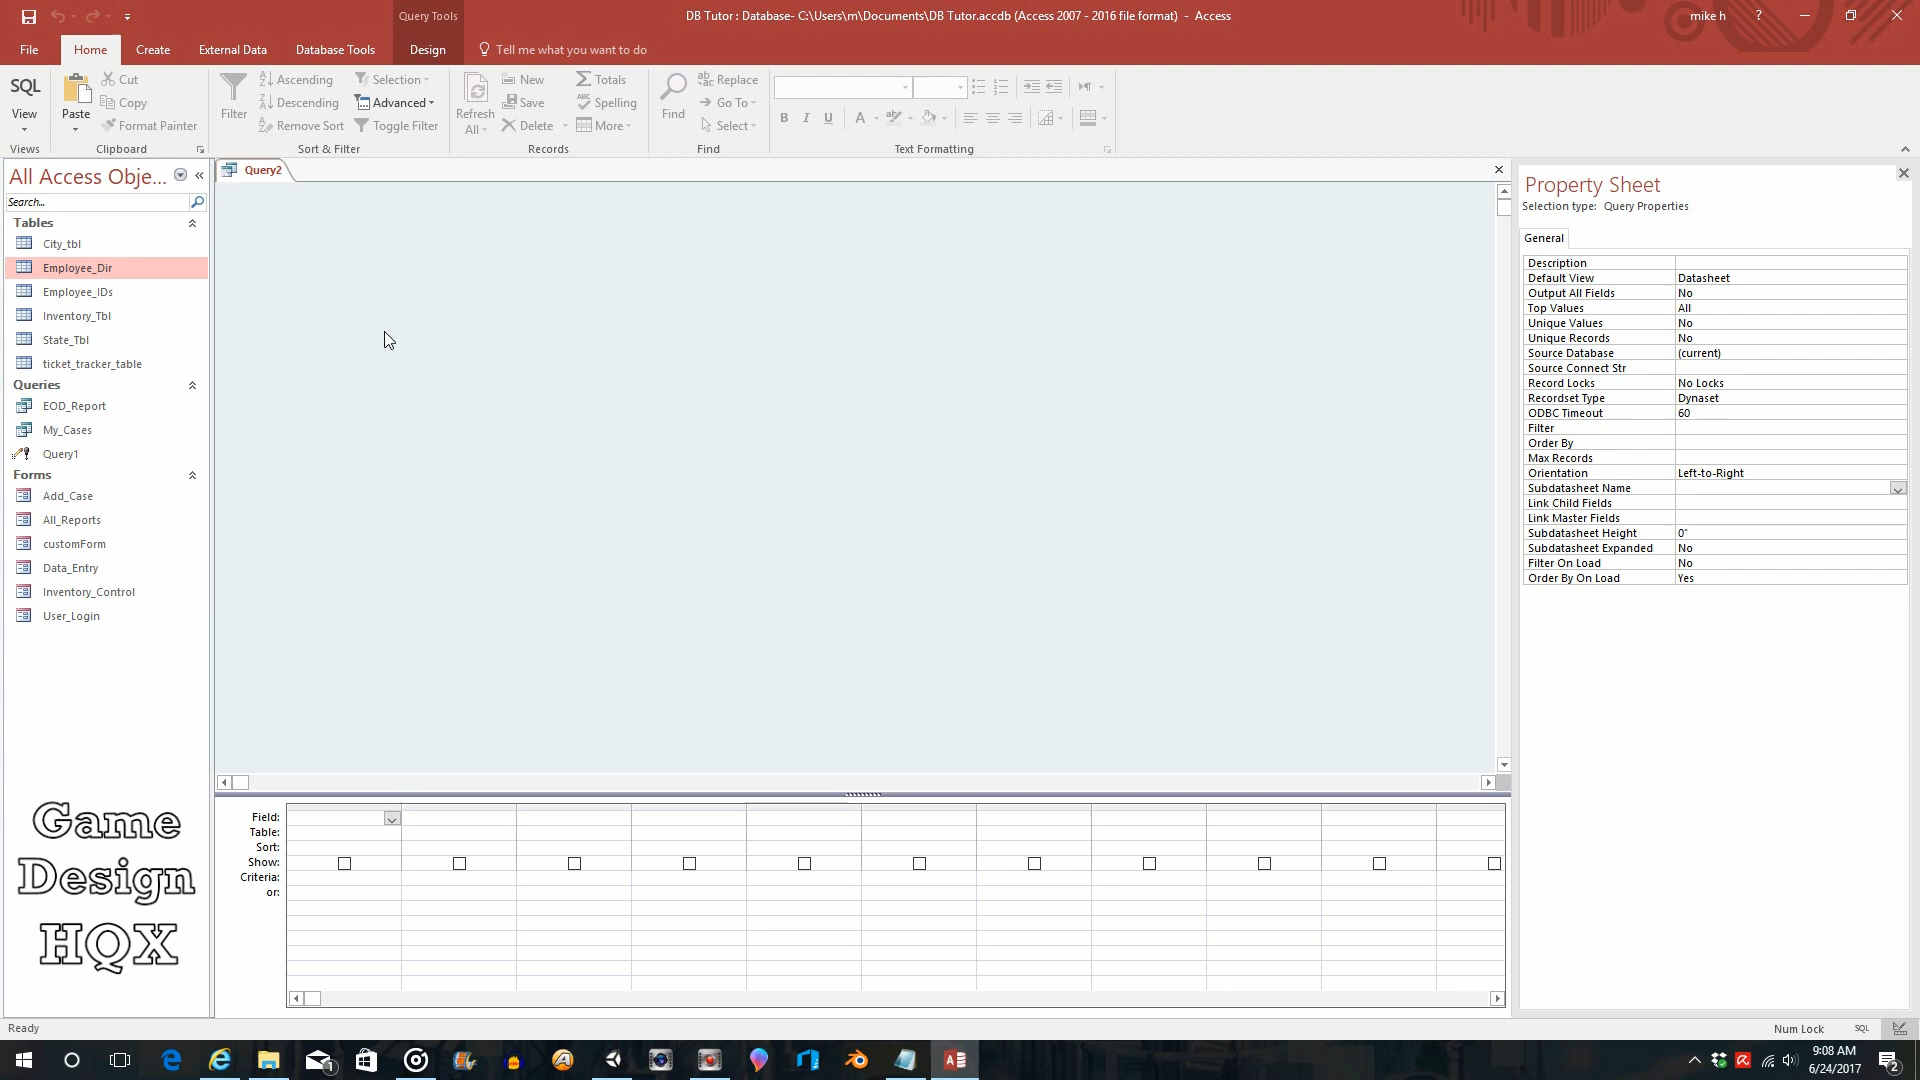 Query Tools
DB Tutor : Database- C:\Users\m\Documents\DB Tutor.accdb (Access 2007 - 2016 file format)  -  Access
mike h
?
File
Home
Create
External Data
Database Tools
Design
Tell me what you want to do
SQL
View
Views
Paste
Cut
Copy
Format Painter
Clipboard
Filter
Ascending
Descending
Remove Sort
Selection
Advanced
Toggle Filter
Sort & Filter
Refresh
All
New
Save
Delete
Totals
Spelling
More
Records
Find
Replace
Go To
Select
Find
B I U
A
Text Formatting
All Access Obje...
Search...
Tables
City_tbl
Employee_Dir
Employee_IDs
Inventory_Tbl
State_Tbl
ticket_tracker_table
Queries
EOD_Report
My_Cases
Query1
Forms
Add_Case
All_Reports
customForm
Data_Entry
Inventory_Control
User_Login
Game
Design
HQX
Query2
Field:
Table:
Sort:
Show:
Criteria:
or:
Property Sheet
Selection type:  Query Properties
General
Description
Default View Datasheet
Output All Fields No
Top Values All
Unique Values No
Unique Records No
Source Database (current)
Source Connect Str
Record Locks No Locks
Recordset Type Dynaset
ODBC Timeout 60
Filter
Order By
Max Records
Orientation Left-to-Right
Subdatasheet Name
Link Child Fields
Link Master Fields
Subdatasheet Height 0"
Subdatasheet Expanded No
Filter On Load No
Order By On Load Yes
Ready
Num Lock
SQL
9:08 AM
6/24/2017
2
1